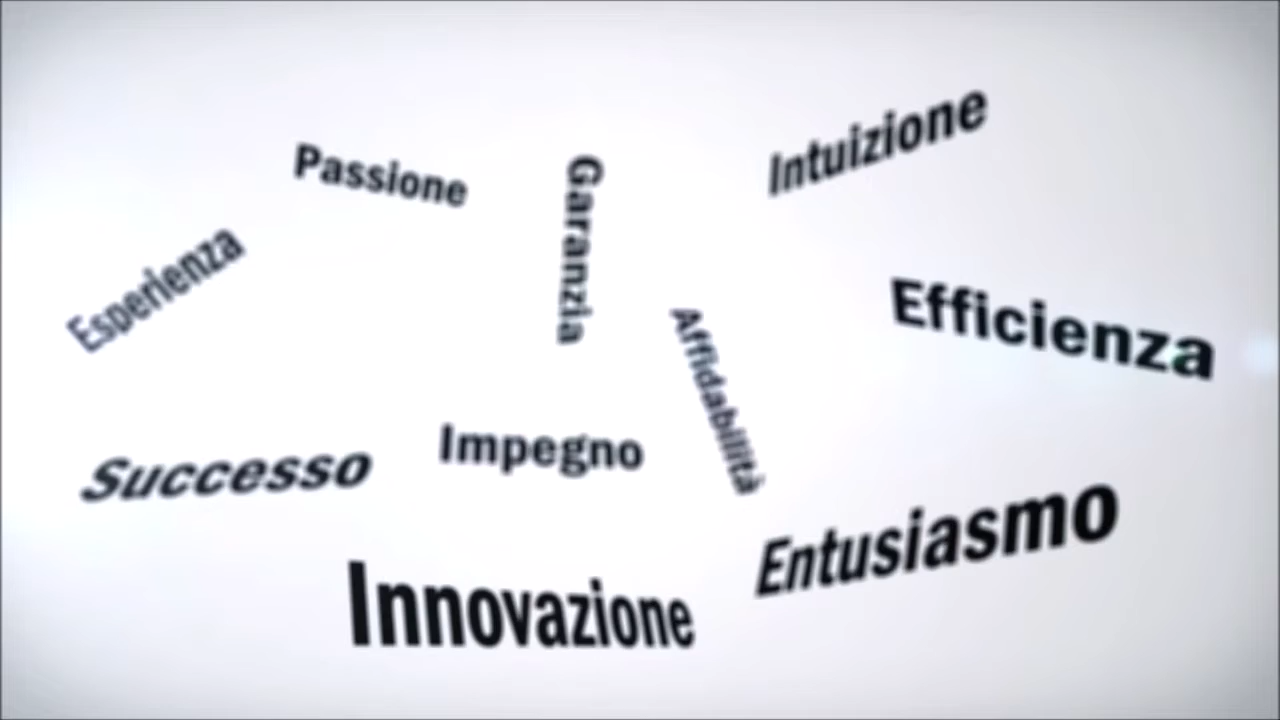 Intuizione
Passione
Garanzia
Esperienza
Efficienza
Affidabilità
Impegno
Successo
Entusiasmo
Innovazione